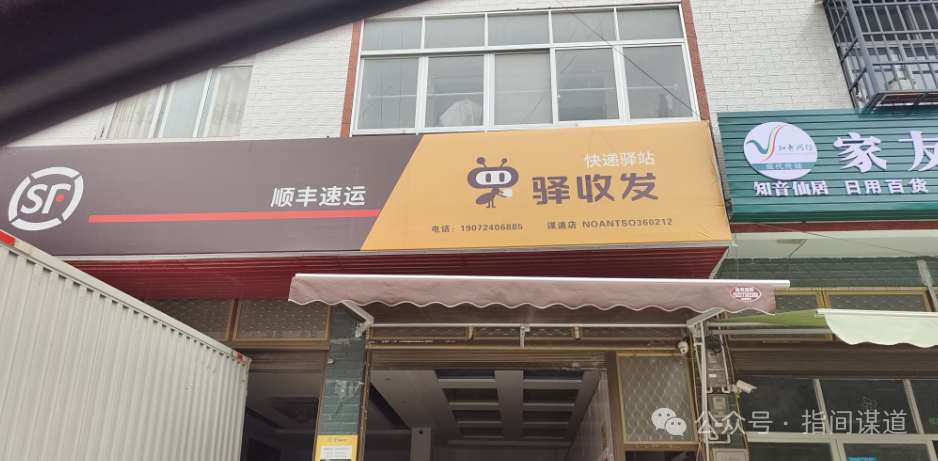 SF
顺丰速运
快递驿站
驿收发
电话：19072406885 谋道店 NOANTSO360212
家友
知音仙居 日用百货
公众号 · 指间谋道